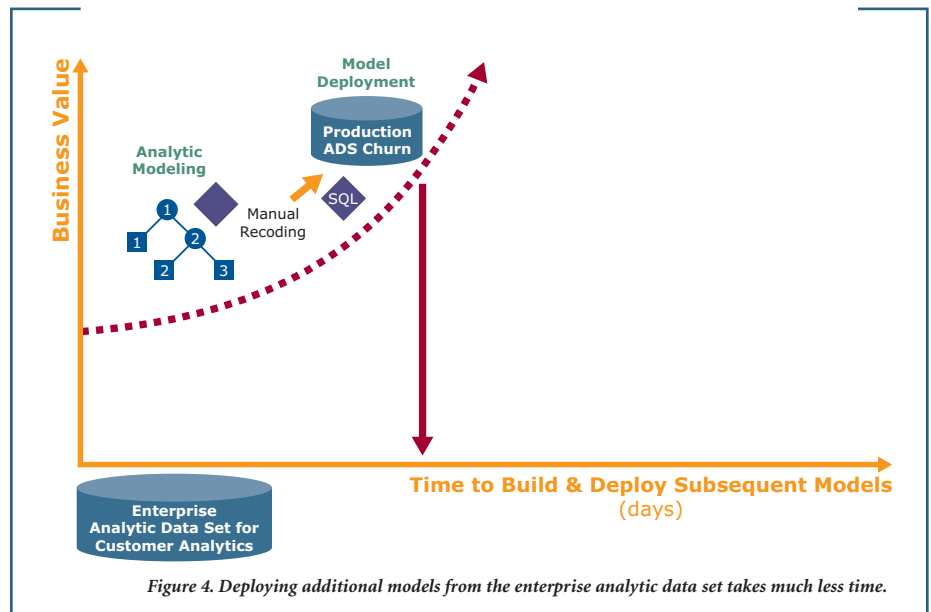 Business Value
Model
Deployment
Production
ADS Churn
Analytic
Modeling
SQL
Manual
Recoding
1
1
2
2
3
Time to Build & Deploy Subsequent Models
(days)
Enterprise
Analytic Data Set for
Customer Analytics
Figure 4. Deploying additional models from the enterprise analytic data set takes much less time.